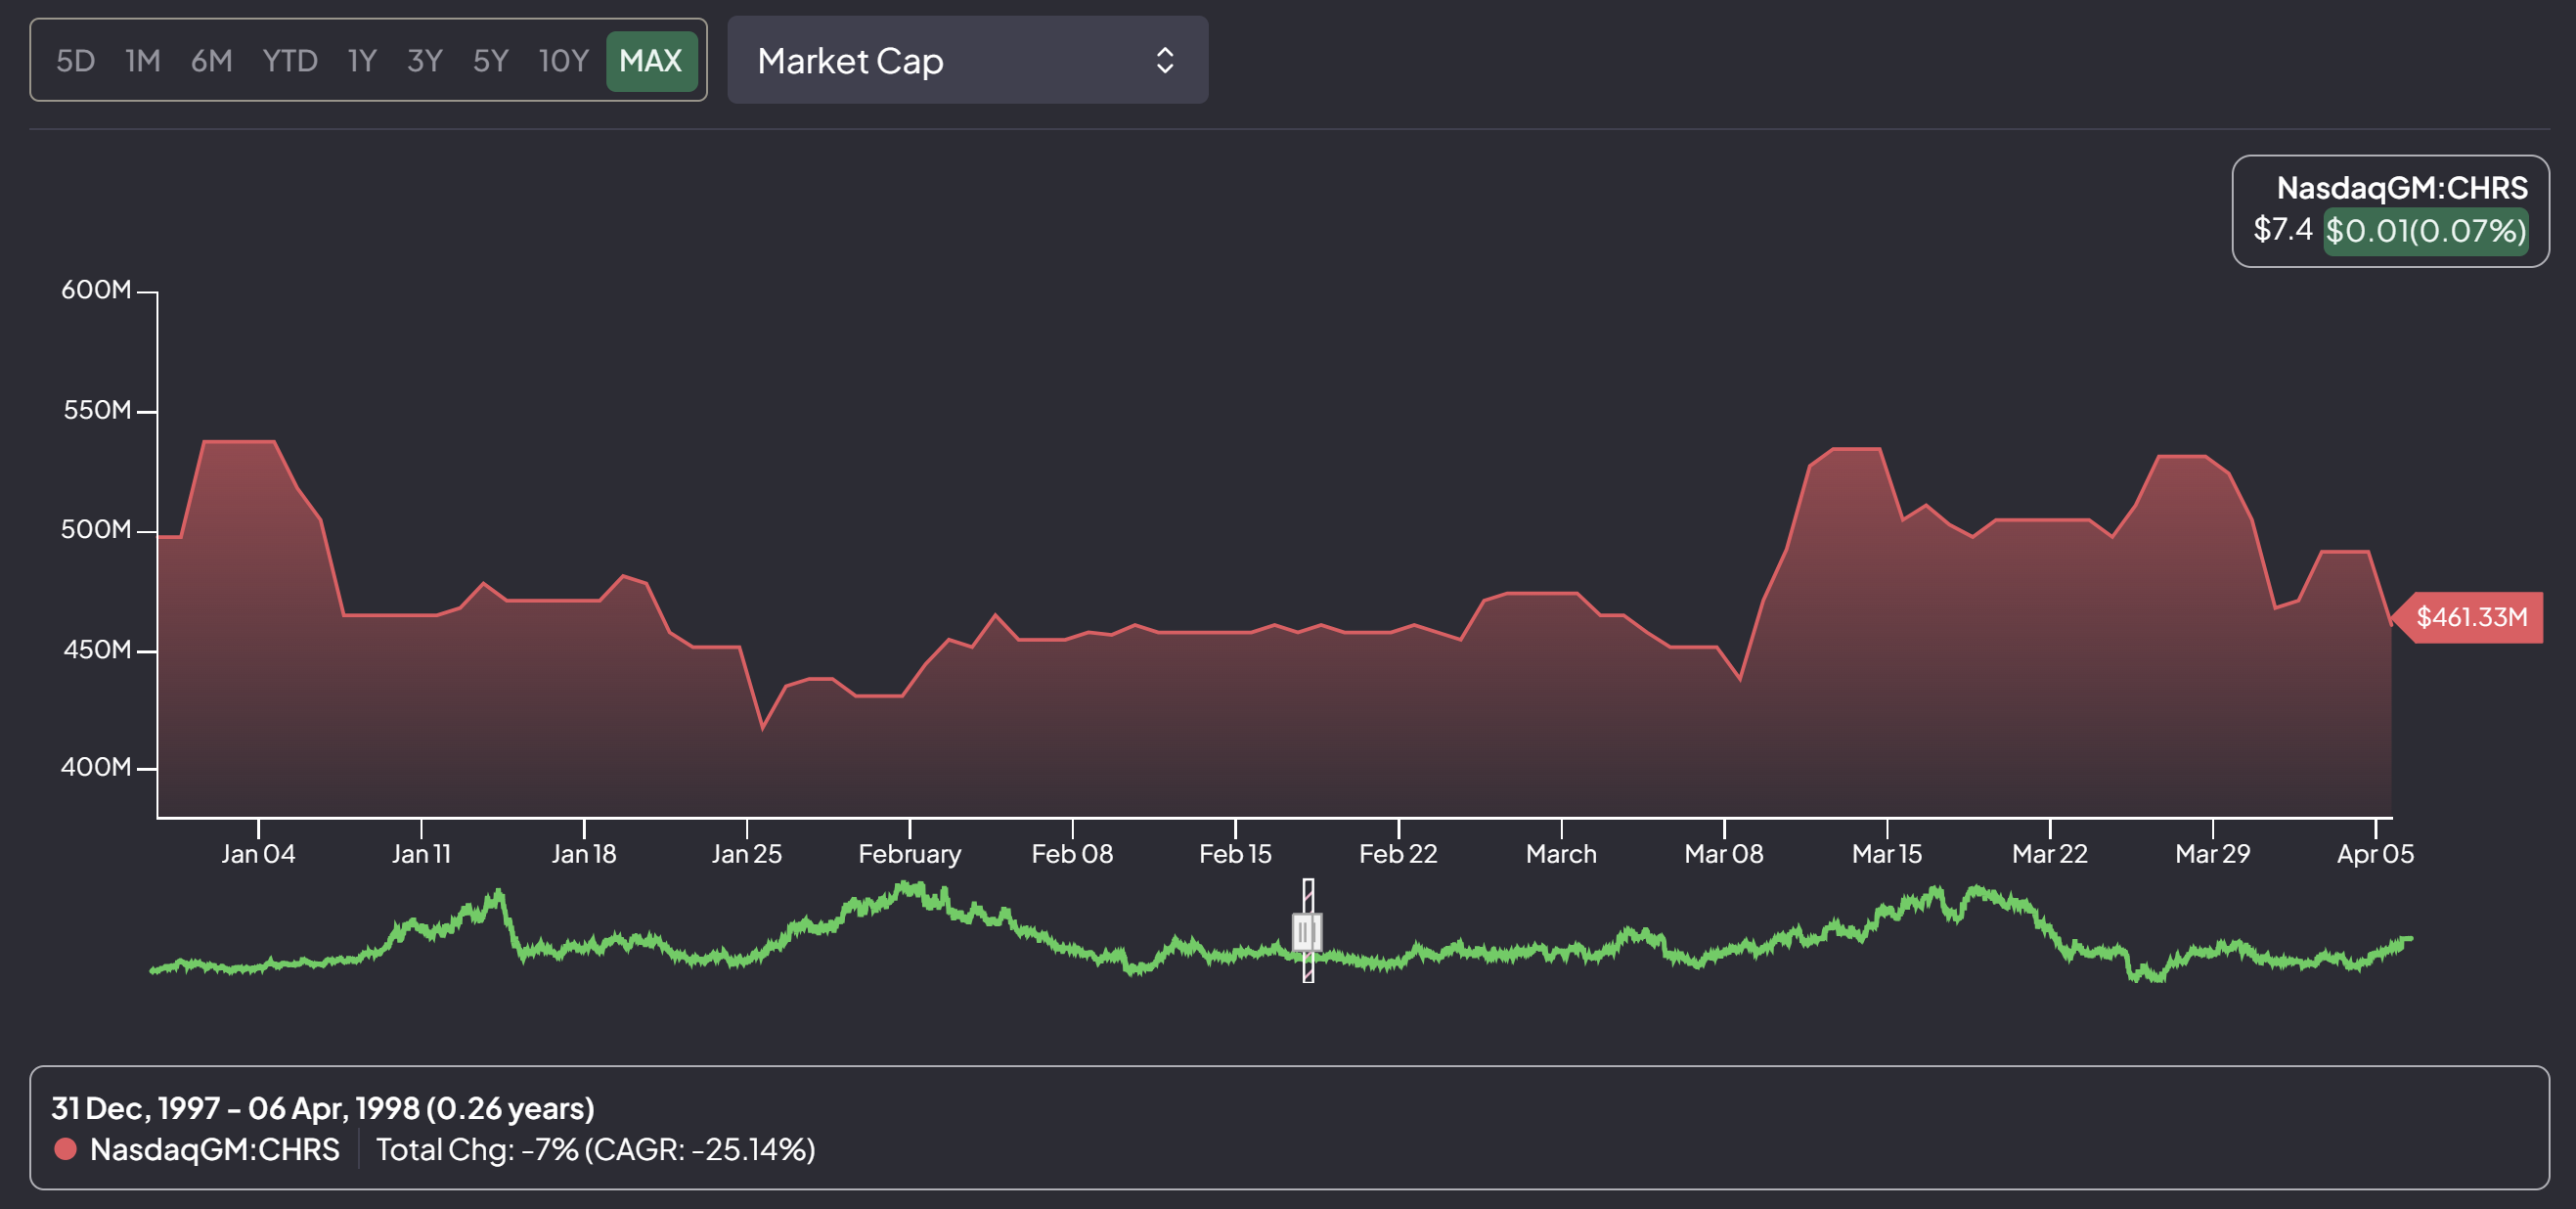 5D 1M 6M YTD 1Y 3Y 5Y 10Y MAX Market Cap
NasdaqGM:CHRS
$7.4 $0.01(0.07%)
600M
550M
500M
450M
400M
$461.33M
Jan 04 Jan 11 Jan 18 Jan 25 February Feb 08 Feb 15 Feb 22 March Mar 08 Mar 15 Mar 22 Mar 29 Apr 05
31 Dec, 1997 - 06 Apr, 1998 (0.26 years)
NasdaqGM:CHRS Total Chg: -7% (CAGR: -25.14%)